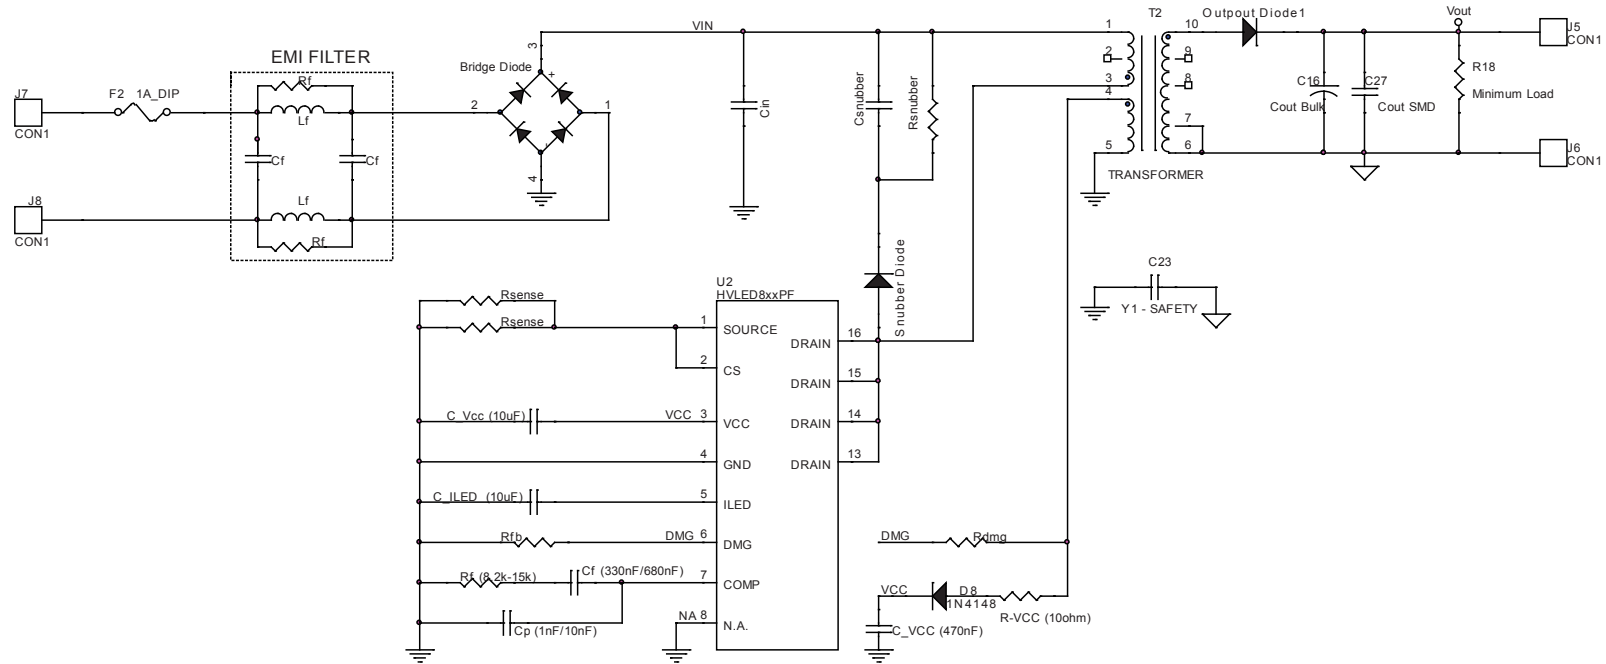 EMI FILTER
J7
CON1
F2 1A_DIP
Rf
Lf
Cf
Cf
Lf
Rf
J8
CON1
Bridge Diode
3
+
2
1
-
4
VIN
Cin
Csnubber
Rsnubber
Snubber Diode
T2
1
2
3
4
5
10
9
8
7
6
TRANSFORMER
Outpout Diode1
C16
Cout Bulk
C27
Cout SMD
Vout
R18
Minimum Load
J5
CON1
J6
CON1
C23
Y1 - SAFETY
U2
HVLED8xxPF
Rsense
Rsense
1
SOURCE
2
CS
C_Vcc (10uF)
VCC 3
VCC
4
GND
C_ILED (10uF)
5
ILED
Rfb
DMG 6
DMG
Rf (8.2k-15k)
Cf (330nF/680nF)
7
COMP
Cp (1nF/10nF)
NA 8
N.A.
16
DRAIN
15
DRAIN
14
DRAIN
13
DRAIN
DMG
Rdmg
VCC
D8
1N4148
R-VCC (10ohm)
C_VCC (470nF)